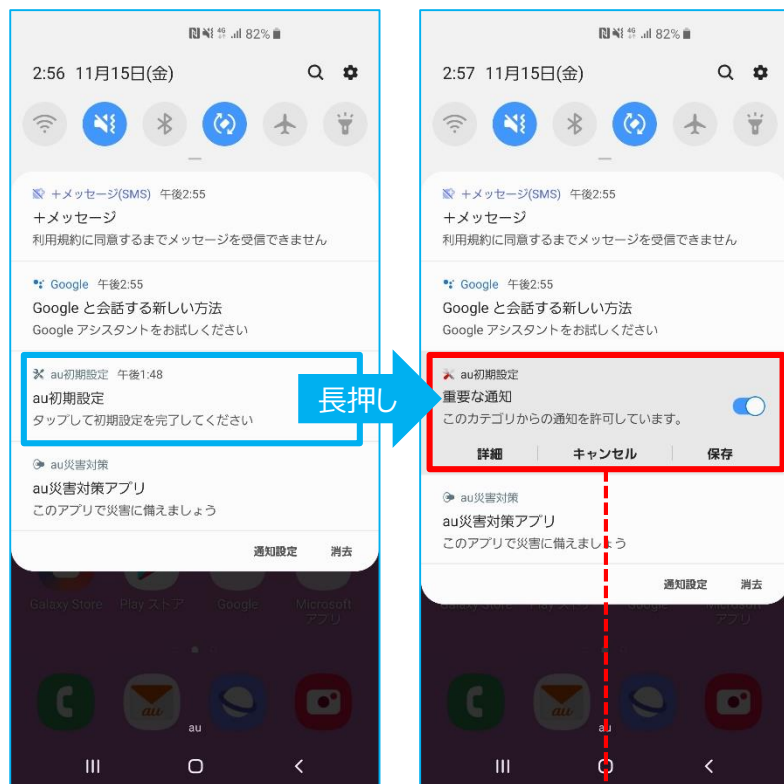 4G .ıl 82%
2:56 11月15日(金)
+メッセージ(SMS) 午後2:55
+メッセージ
利用規約に同意するまでメッセージを受信できません
Google 午後2:55
Google と会話する新しい方法
Google アシスタントをお試しください
au初期設定 午後1:48
au初期設定
タップして初期設定を完了してください
au災害対策
au災害対策アプリ
このアプリで災害に備えましょう
通知設定 消去
Galaxy Store Play ストア Google Microsoft
アプリ
au
au
長押し
4G 82%
2:57 11月15日(金)
+メッセージ(SMS) 午後2:55
+メッセージ
利用規約に同意するまでメッセージを受信できません
Google 午後2:55
Google と会話する新しい方法
Google アシスタントをお試しください
au初期設定
重要な通知
このカテゴリからの通知を許可しています。
詳細 キャンセル 保存
au災害対策
au災害対策アプリ
このアプリで災害に備えましょう
通知設定 消去
アプリ
au
au